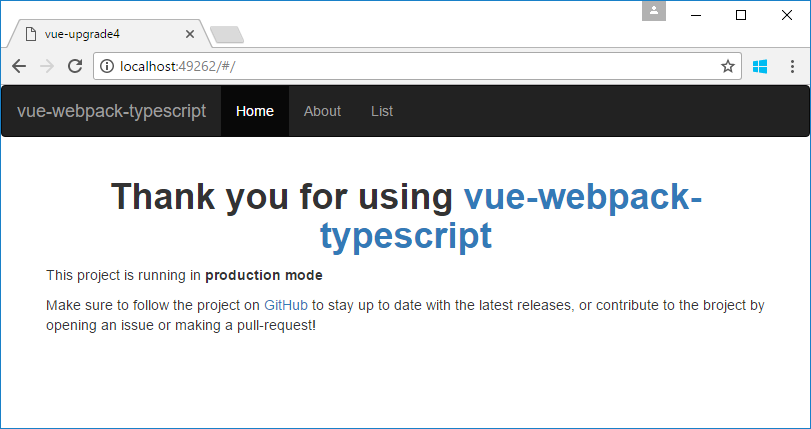 vue-upgrade4
localhost:49262/#/
vue-webpack-typescript Home About List
Thank you for using vue-webpack-
typescript
This project is running in production mode
Make sure to follow the project on GitHub to stay up to date with the latest releases, or contribute to the broject by
opening an issue or making a pull-request!